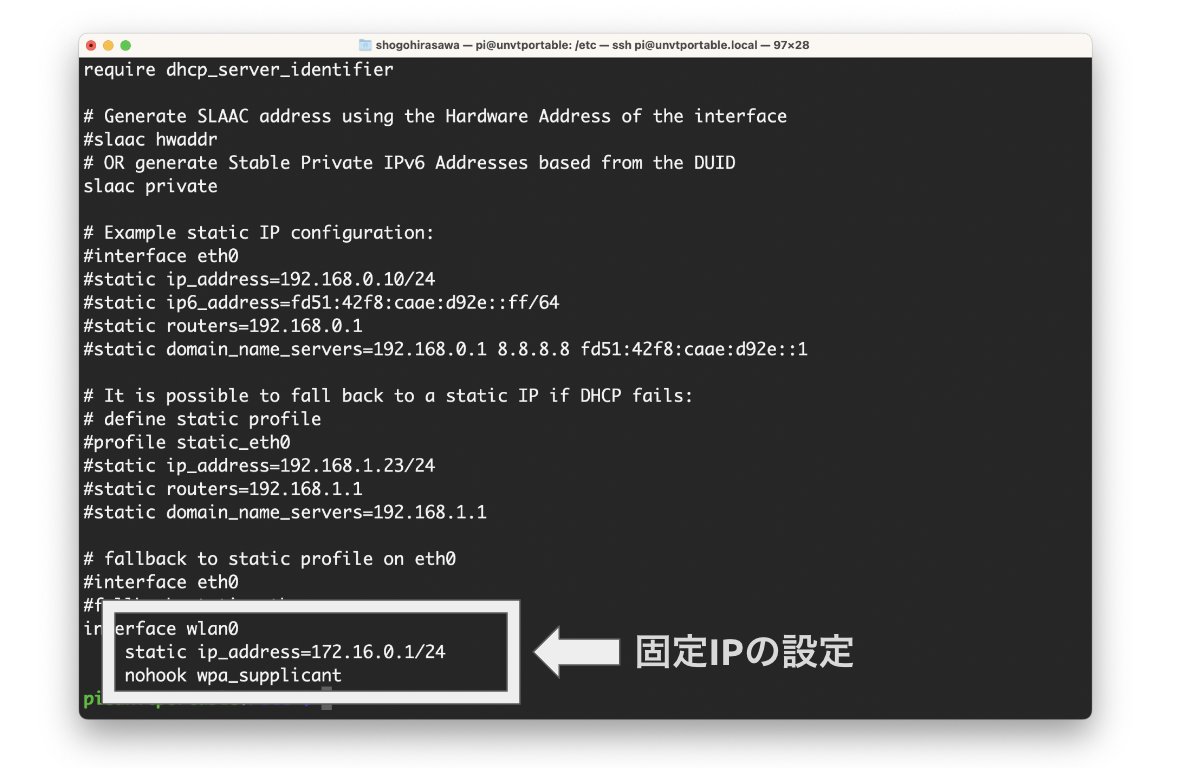 shogohirasawa — pi@unvtportable: /etc — ssh pi@unvtportable.local — 97×28
require dhcp_server_identifier
# Generate SLAAC address using the Hardware Address of the interface
#slaac hwaddr
# OR generate Stable Private IPv6 Addresses based from the DUID
slaac private
# Example static IP configuration:
#interface eth0
#static ip_address=192.168.0.10/24
#static ip6_address=fd51:42f8:caae:d92e::ff/64
#static routers=192.168.0.1
#static domain_name_servers=192.168.0.1 8.8.8.8 fd51:42f8:caae:d92e::1
# It is possible to fall back to a static IP if DHCP fails:
# define static profile
#profile static_eth0
#static ip_address=192.168.1.23/24
#static routers=192.168.1.1
#static domain_name_servers=192.168.1.1
# fallback to static profile on eth0
#interface eth0
interface wlan0
static ip_address=172.16.0.1/24
nohook wpa_supplicant
固定IPの設定